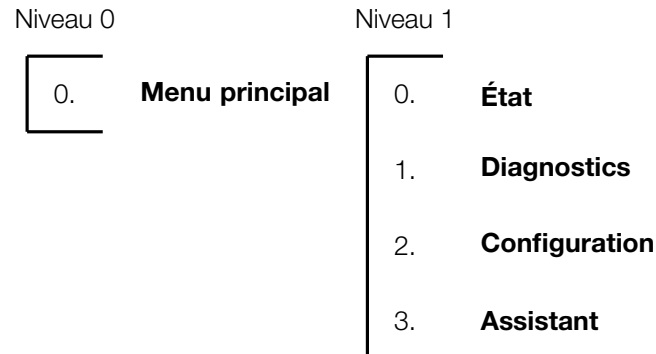 Niveau 0
Niveau 1
0. Menu principal
0. État
1. Diagnostics
2. Configuration
3. Assistant